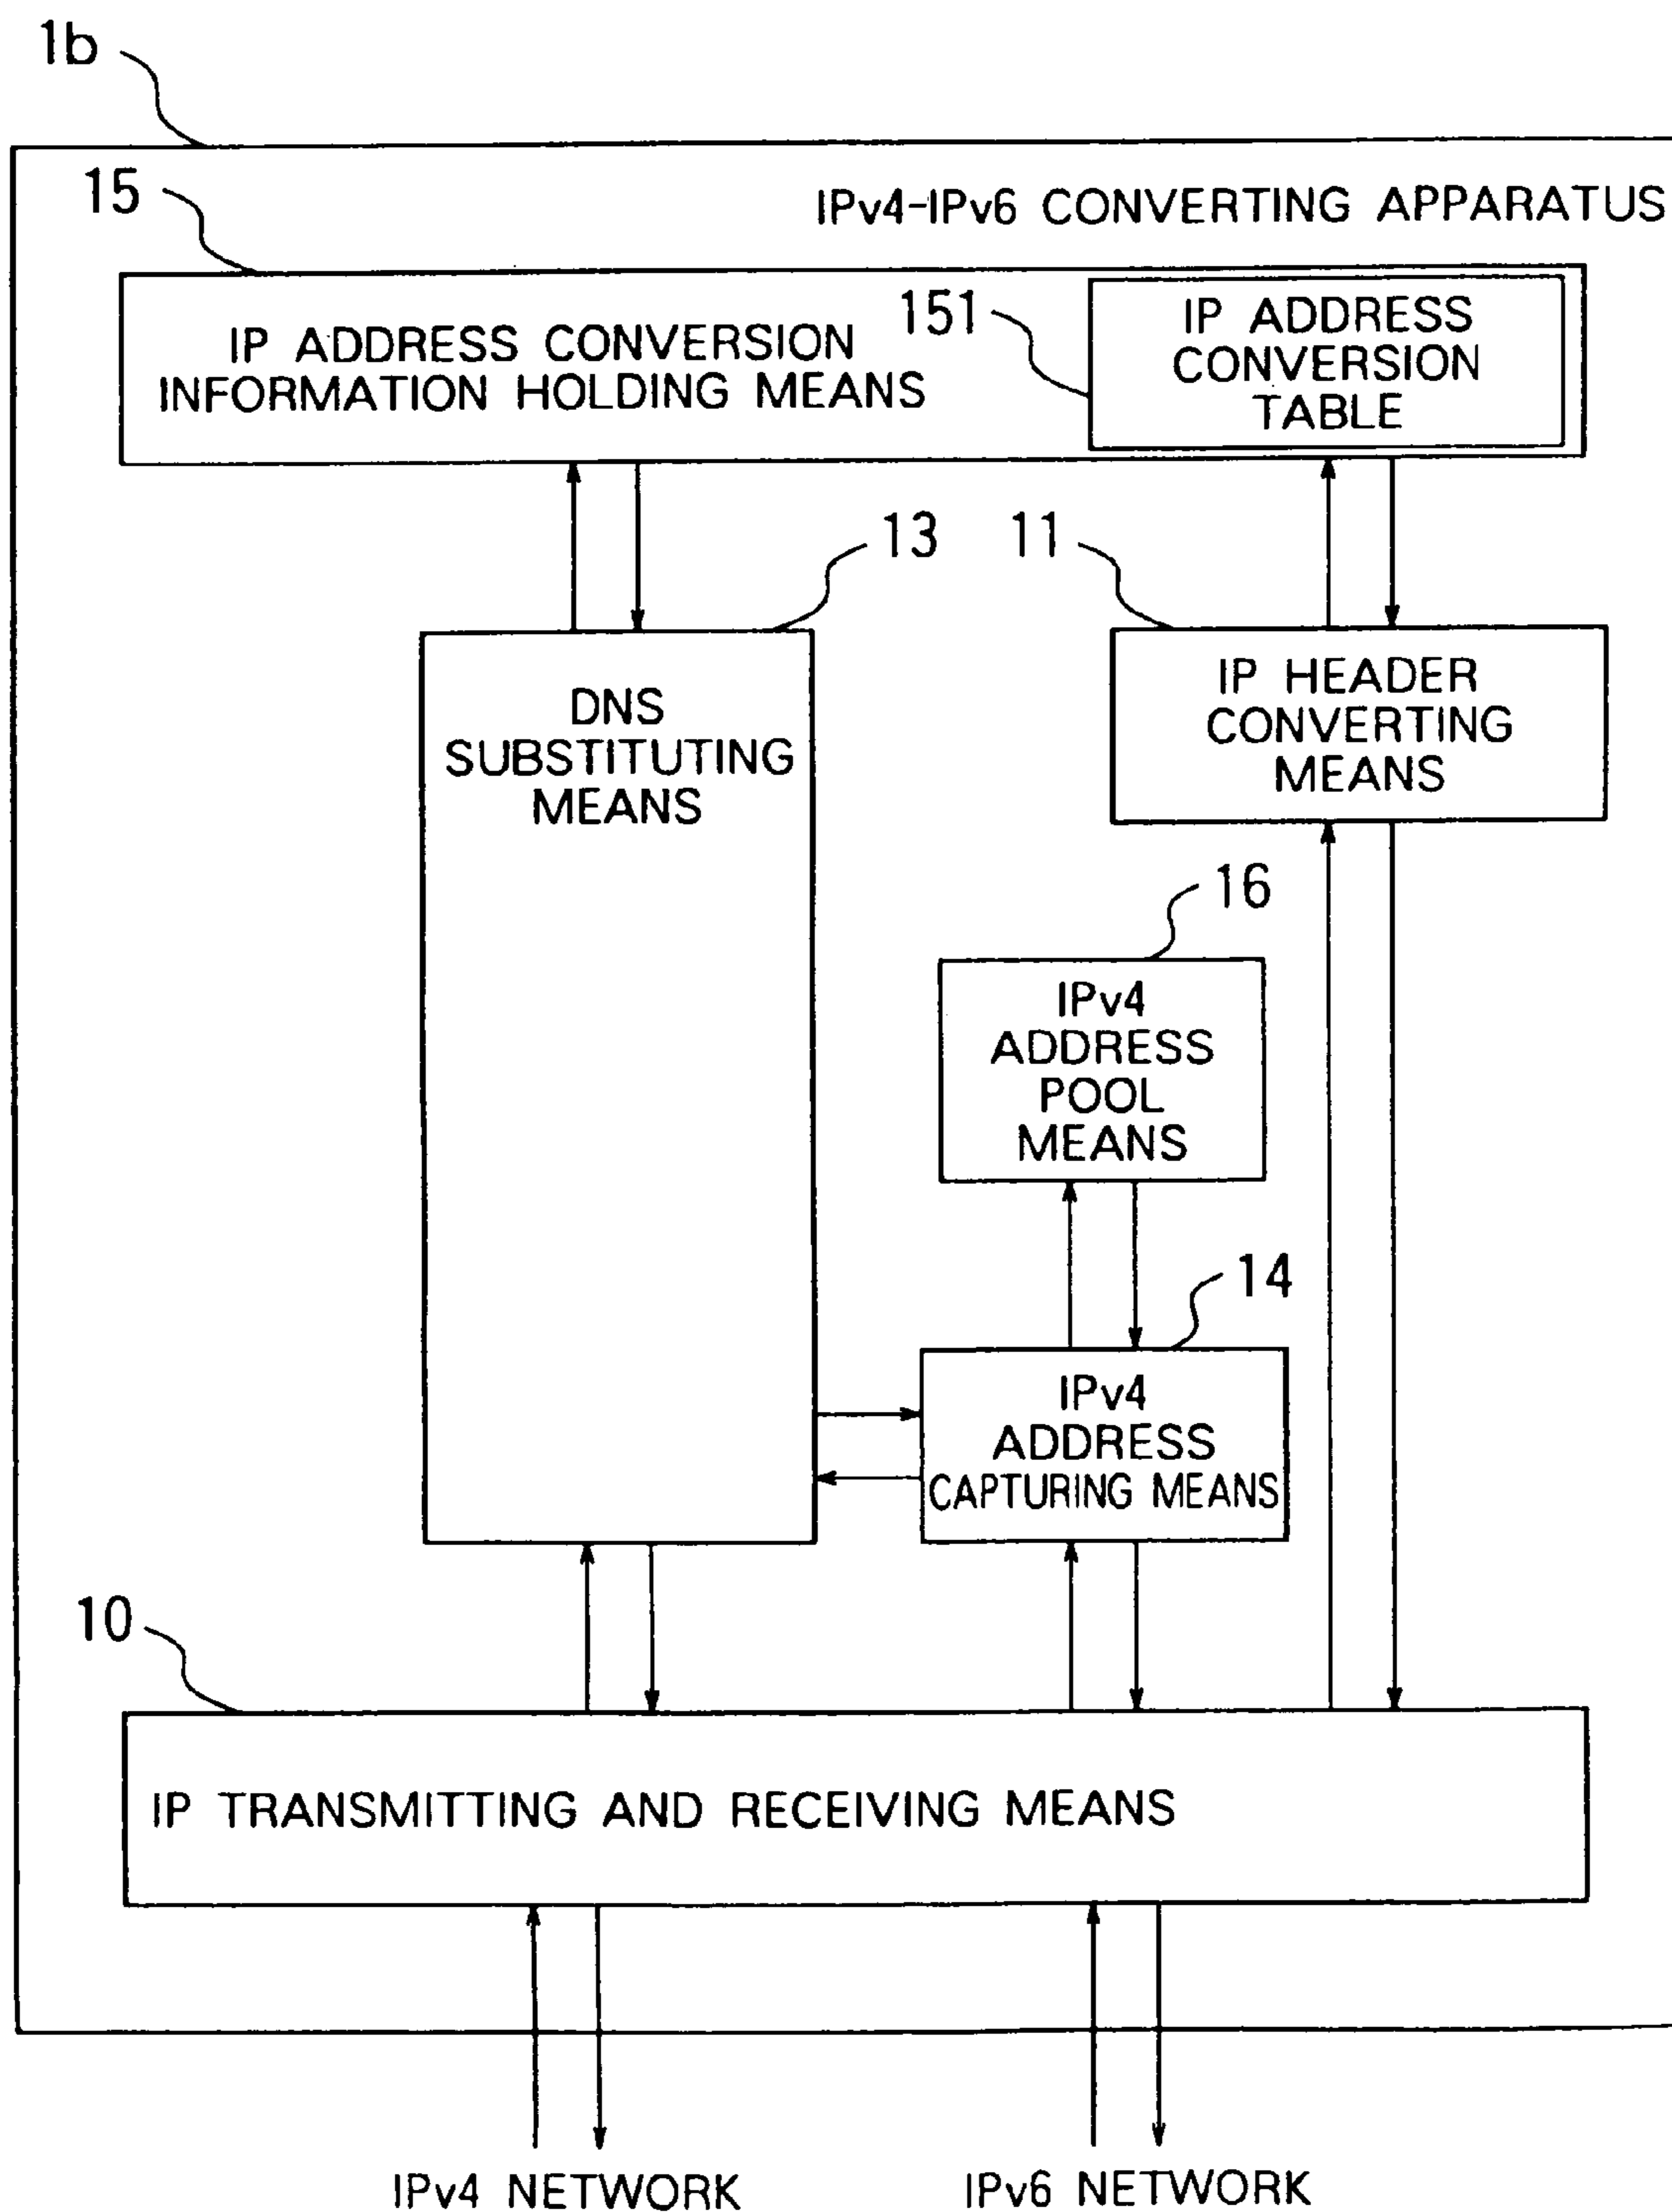 1b
IPv4-IPv6 CONVERTING APPARATUS
15
IP ADDRESS CONVERSION
INFORMATION HOLDING MEANS
151
IP ADDRESS
CONVERSION
TABLE
13
11
DNS
SUBSTITUTING
MEANS
IP HEADER
CONVERTING
MEANS
16
IPv4
ADDRESS
POOL
MEANS
14
IPv4
ADDRESS
CAPTURING MEANS
10
IP TRANSMITTING AND RECEIVING MEANS
IPv4 NETWORK
IPv6 NETWORK